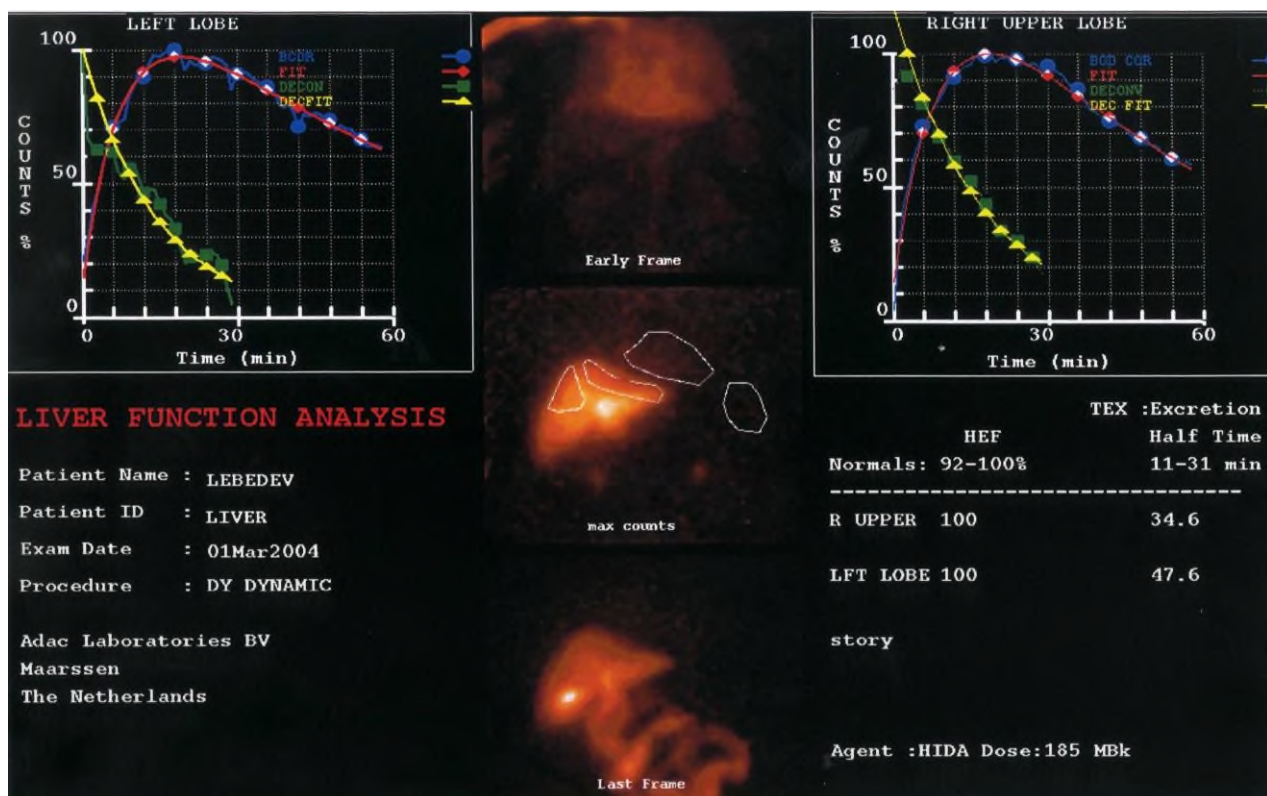 LEFT LOBE
100
BCDR
FIT
DECON
DECFIT
COUNTS %
50
0
0 30 60
Time (min)
Early Frame
max counts
Last Frame
RIGHT UPPER LOBE
100
BOD COR
FIT
DECONV
DEC FIT
COUNTS %
50
0
0 30 60
Time (min)
LIVER FUNCTION ANALYSIS
Patient Name : LEBEDEV
Patient ID : LIVER
Exam Date : 01Mar2004
Procedure : DY DYNAMIC
Adac Laboratories BV
Maarssen
The Netherlands
TEX :Excretion
HEF Half Time
Normals: 92-100% 11-31 min
R UPPER 100 34.6
LFT LOBE 100 47.6
story
Agent :HIDA Dose:185 MBk